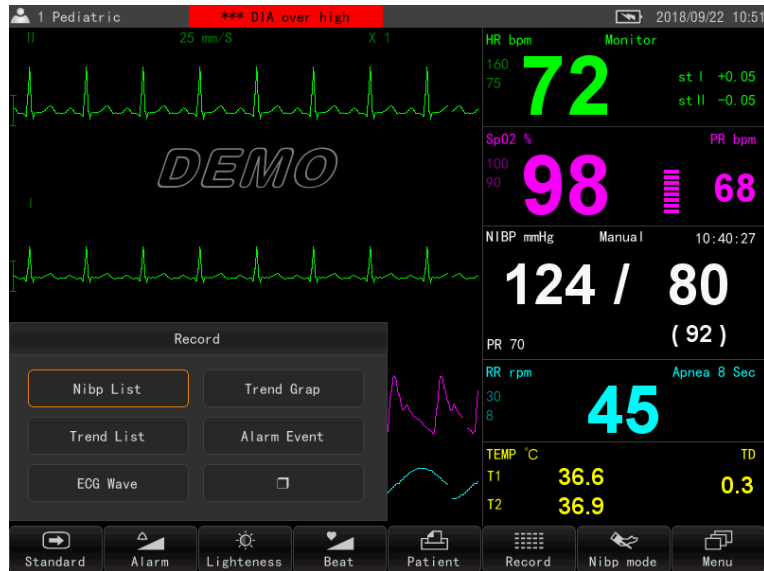 1 Pediatric *** DIA over high 2018/09/22 10:51
II 25 mm/S X 1
HR bpm Monitor
160
75
72
st I +0.05
st II -0.05
DEMO
SpO2 % PR bpm
100
90
98
68
I
NIBP mmHg Manual 10:40:27
124 / 80
(92)
PR 70
Record
Nibp List Trend Grap
Trend List Alarm Event
ECG Wave
RR rpm Apnea 8 Sec
30
8
45
TEMP °C TD
T1 36.6
0.3
T2 36.9
Standard Alarm Lighteness Beat Patient Record Nibp mode Menu